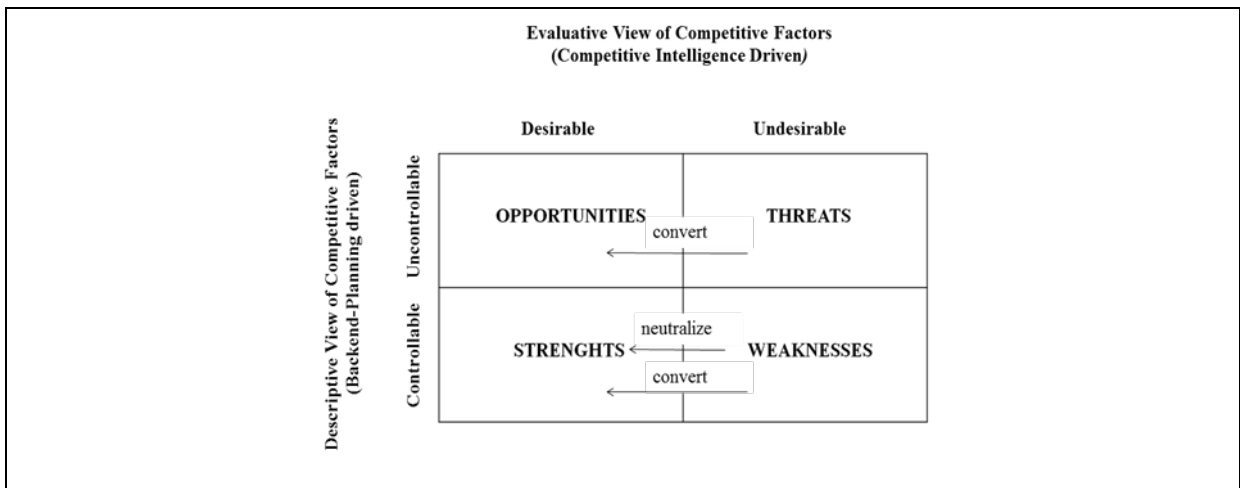 Evaluative View of Competitive Factors
(Competitive Intelligence Driven)
Desirable
Undesirable
Descriptive View of Competitive Factors
(Backend-Planning driven)
Uncontrollable
OPPORTUNITIES
THREATS
convert
Controllable
neutralize
STRENGHTS
WEAKNESSES
convert